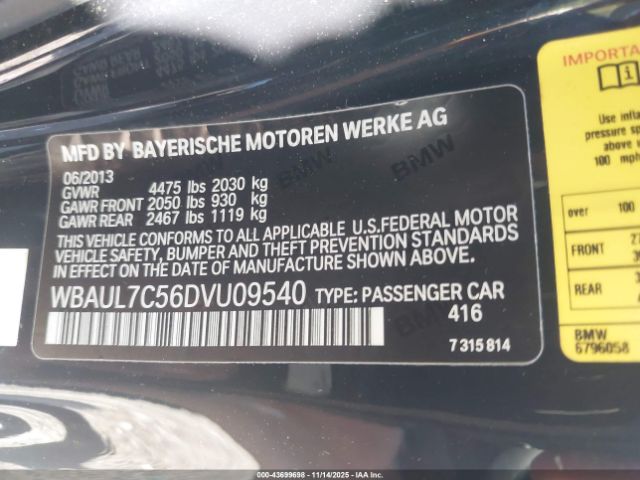 MFD BY BAYERISCHE MOTOREN WERKE AG
06/2013
GVWR 4475 lbs 2030 kg
GAWR FRONT 2050 lbs 930 kg
GAWR REAR 2467 lbs 1119 kg
THIS VEHICLE CONFORMS TO ALL APPLICABLE U.S.FEDERAL MOTOR
VEHICLE SAFETY, BUMPER AND THEFT PREVENTION STANDARDS
IN EFFECT ON THE DATE OF MANUFACTURE SHOWN ABOVE.
WBAUL7C56DVU09540 TYPE: PASSENGER CAR
416
7 315 814
BMW
BMW
BMW
IMPORTA
Use infla
pressure sp
above
100 mph
over 100
FRONT
REAR
BMW
6796058
000-43699698 11/14/2025 IAA, Inc.